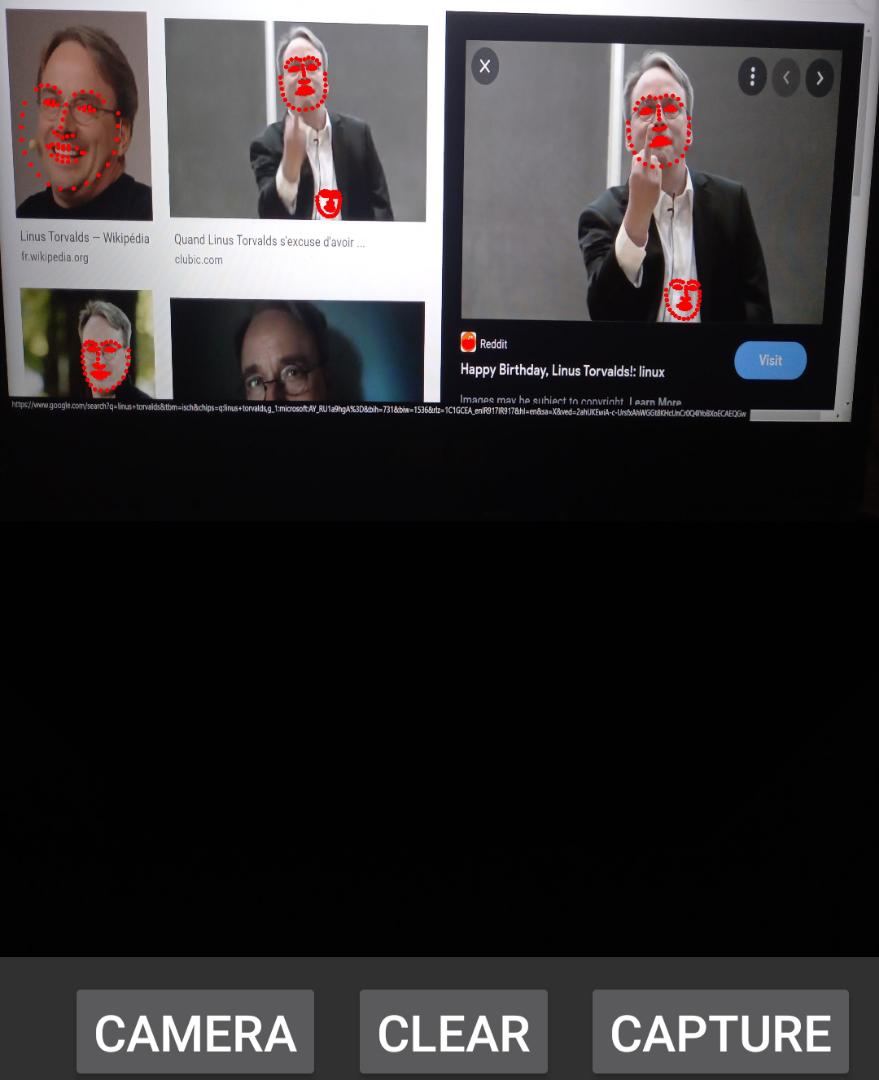 Linus Torvalds — Wikipédia
fr.wikipedia.org
Quand Linus Torvalds s'excuse d'avoir ...
clubic.com
Reddit
Happy Birthday, Linus Torvalds!: linux
Visit
Images may be subject to copyright. Learn More
CAMERA
CLEAR
CAPTURE